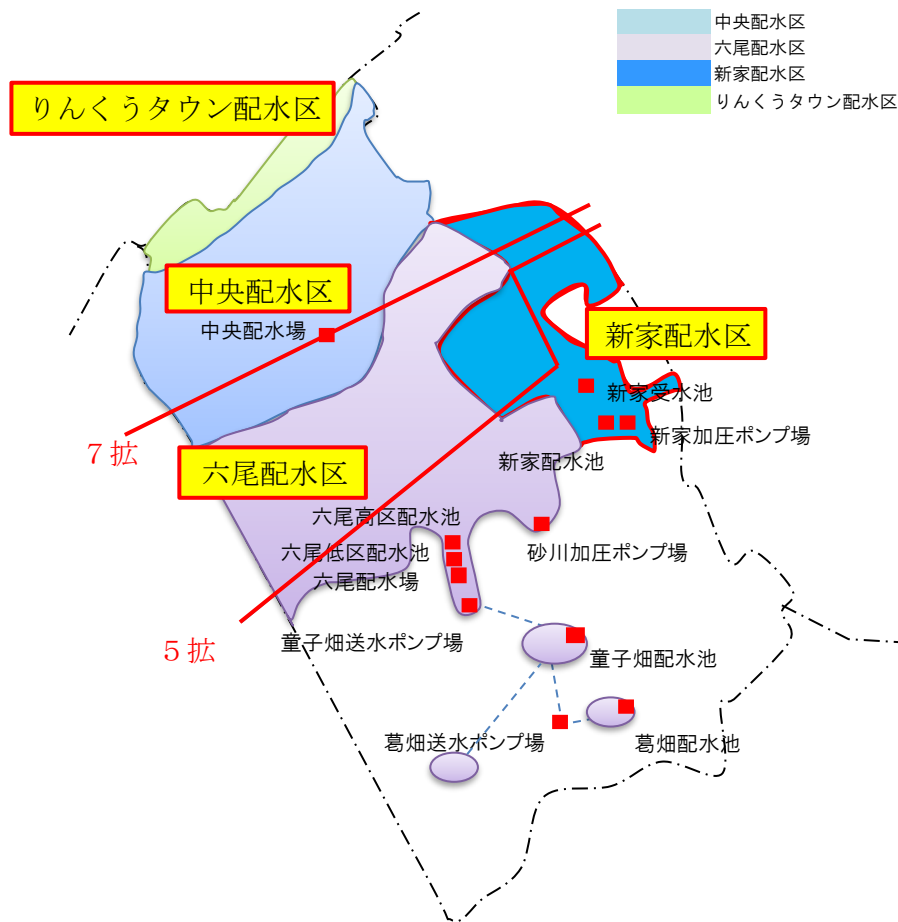 中央配水区
六尾配水区
新家配水区
りんくうタウン配水区
りんくうタウン配水区
中央配水区
中央配水場
新家配水区
新家受水池
新家加圧ポンプ場
7拡
六尾配水区
新家配水池
六尾高区配水池
六尾低区配水池
砂川加圧ポンプ場
六尾配水場
5拡
童子畑送水ポンプ場
童子畑配水池
葛畑送水ポンプ場
葛畑配水池